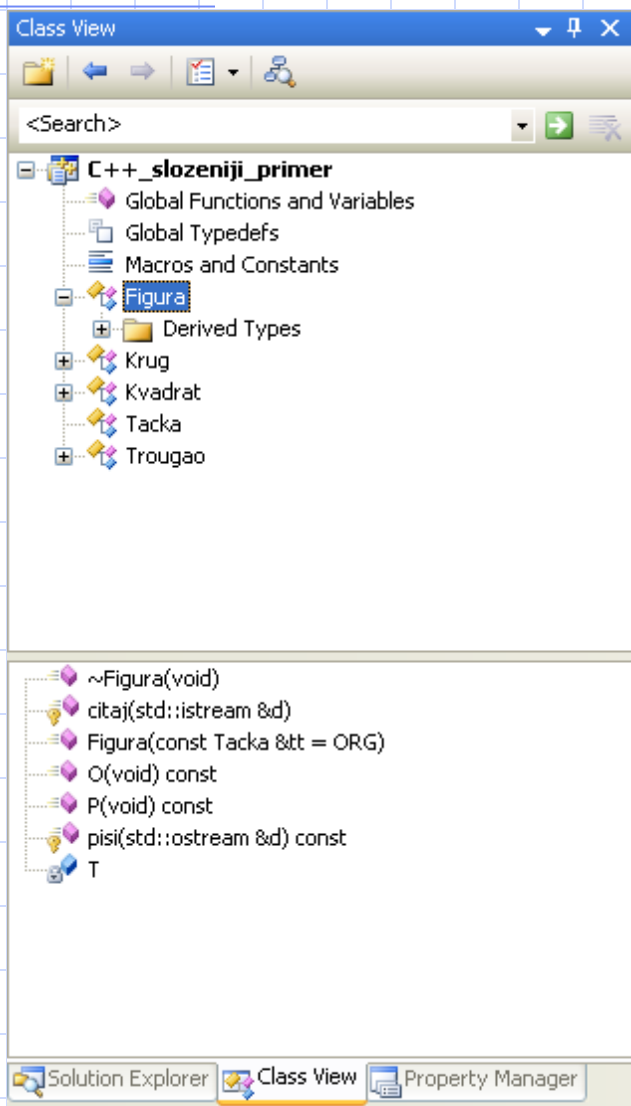 Class View
<Search>
C++_slozeniji_primer
Global Functions and Variables
Global Typedefs
Macros and Constants
Figura
Derived Types
Krug
Kvadrat
Tacka
Trougao
~Figura(void)
citaj(std::istream &d)
Figura(const Tacka &tt = ORG)
O(void) const
P(void) const
pisi(std::ostream &d) const
T
Solution Explorer Class View Property Manager